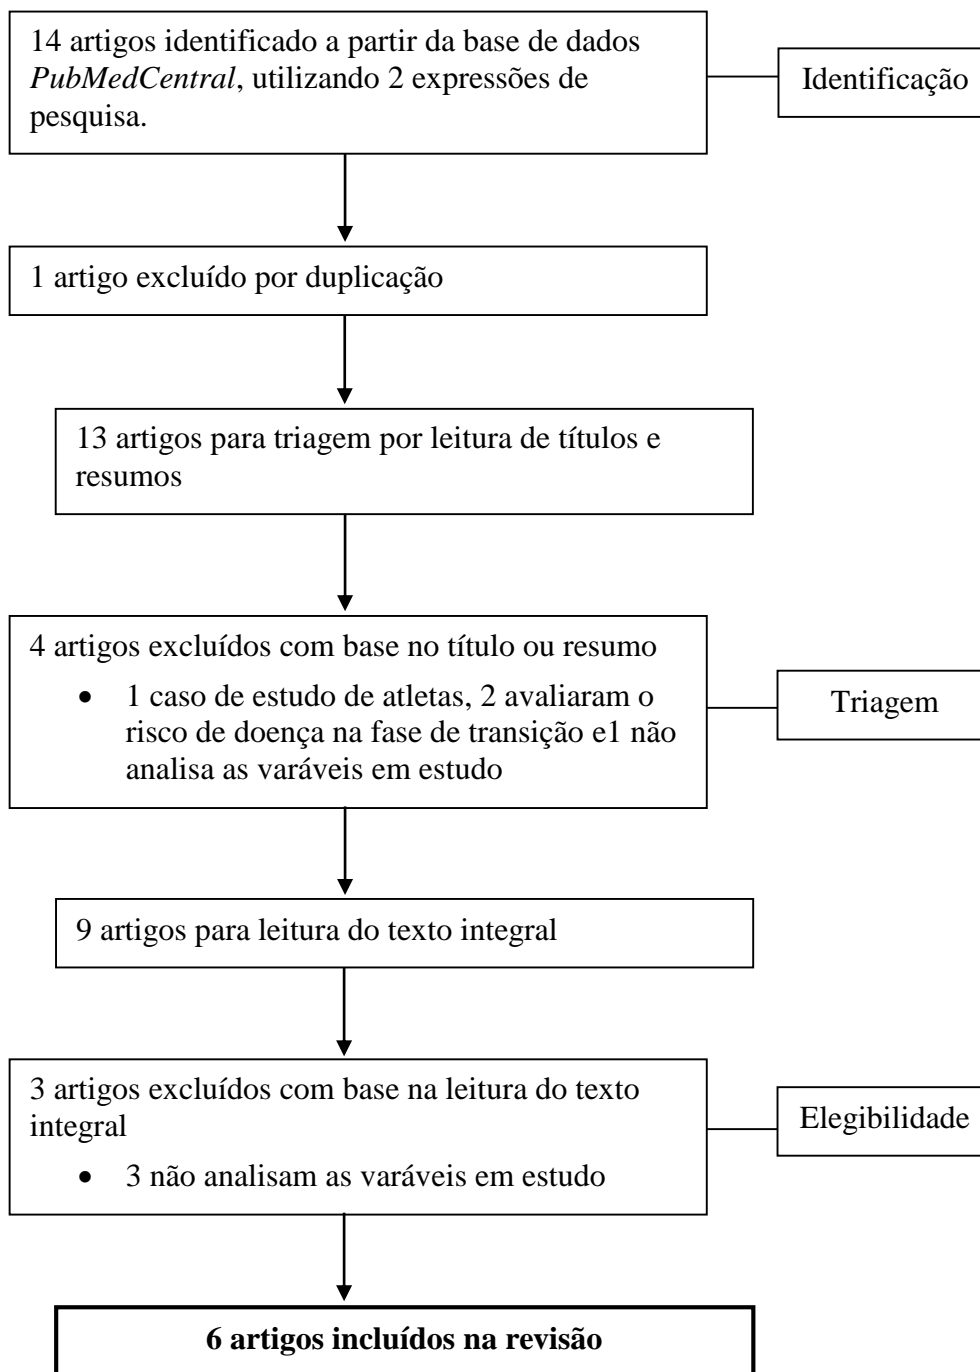 14 artigos identificado a partir da base de dados
PubMedCentral, utilizando 2 expressões de
pesquisa.
Identificação
1 artigo excluído por duplicação
13 artigos para triagem por leitura de títulos e
resumos
4 artigos excluídos com base no título ou resumo
• 1 caso de estudo de atletas, 2 avaliaram o
risco de doença na fase de transição e1 não
analisa as varáveis em estudo
Triagem
9 artigos para leitura do texto integral
3 artigos excluídos com base na leitura do texto
integral
• 3 não analisam as varáveis em estudo
Elegibilidade
6 artigos incluídos na revisão